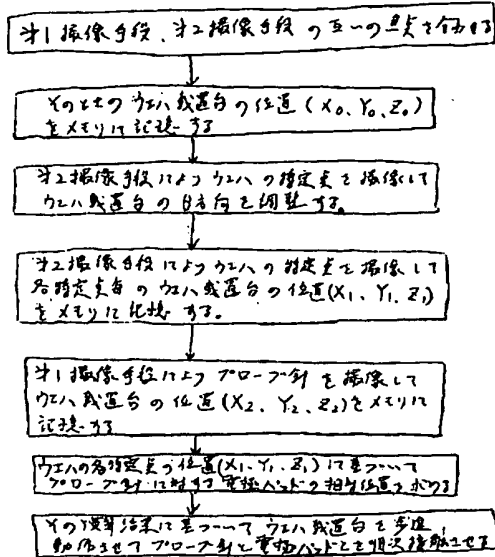 第1撮像手段、第2撮像手段の互いの焦点を合せる
そのときのウエハ載置台の位置(X0、Y0、Z0)
をメモリに記憶する
第2撮像手段によりウエハの特定点を撮像して
ウエハ載置台のθ方向を調整する。
第2撮像手段によりウエハの特定点を撮像して
各特定点毎のウエハ載置台の位置(X1、Y1、Z1)
をメモリに記憶する。
第1撮像手段によりプローブ針を撮像して
ウエハ載置台の位置(X2、Y2、Z2)をメモリに
記憶する
ウエハの各特定点の位置(X1、Y1、Z1)に基づいて
プローブ針に対する電極パッドの相対位置を求める
その演算結果に基づいてウエハ載置台を
動作させてプローブ針と電極パッドとを順次接触させる